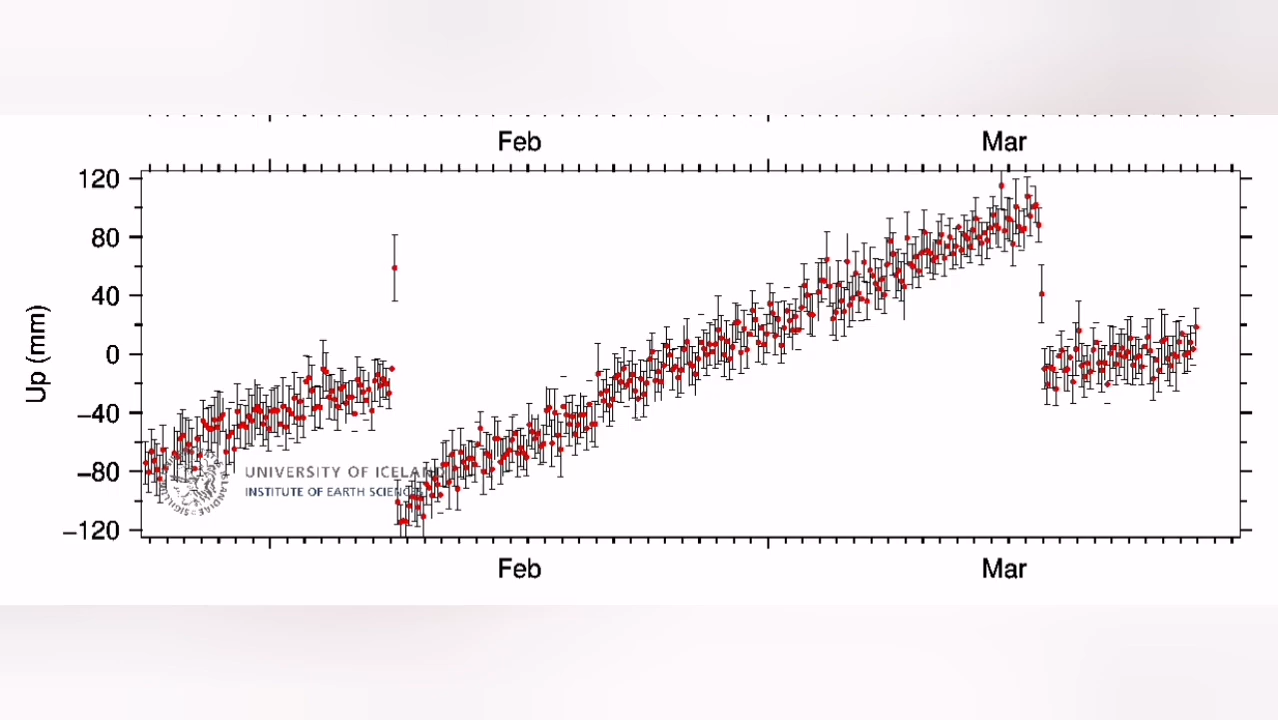 Feb Mar
120
80
40
0
−40
−80
−120
Up (mm)
UNIVERSITY OF ICELAND
INSTITUTE OF EARTH SCIENCES
Feb Mar